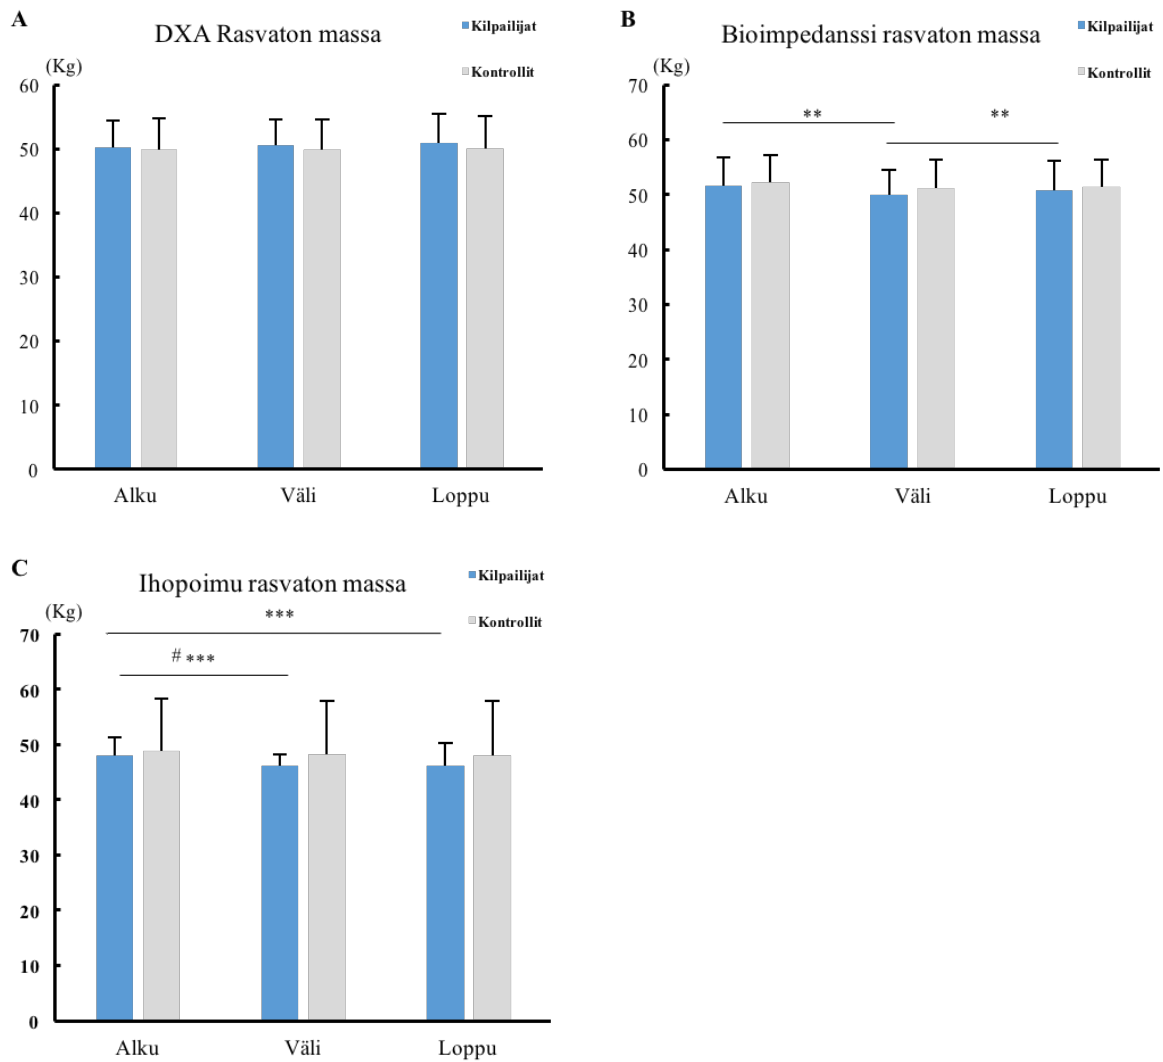 A
DXA Rasvaton massa
Kilpailijat
Kontrollit
(Kg)
60
50
40
30
20
10
0
Alku Väli Loppu
B
Bioimpedanssi rasvaton massa
Kilpailijat
Kontrollit
(Kg)
70
60
50
40
30
20
10
0
** **
Alku Väli Loppu
C
Ihopoimu rasvaton massa
Kilpailijat
Kontrollit
(Kg)
***
# ***
70
60
50
40
30
20
10
0
Alku Väli Loppu